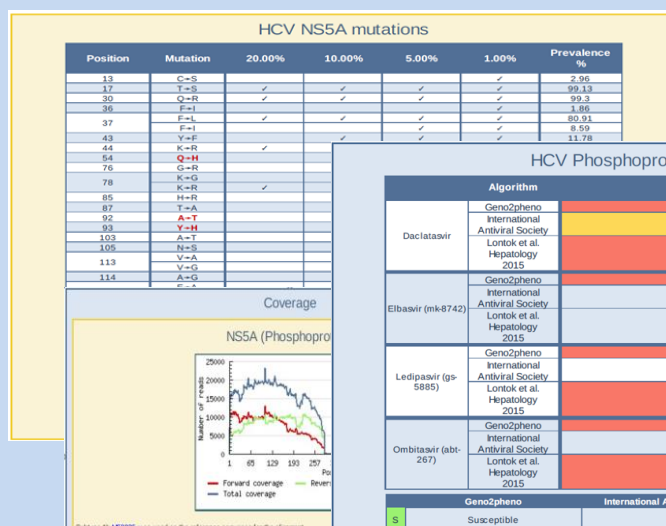 HCV NS5A mutations
Position Mutation 20.00% 10.00% 5.00% 1.00% Prevalence %
13 C→S ✓ 2.96
17 T→S ✓ ✓ ✓ ✓ 99.13
30 Q→R ✓ ✓ ✓ ✓ 99.3
36 F→I ✓ 1.86
37 F→L ✓ ✓ ✓ ✓ 80.91
F→I ✓ ✓ 8.59
43 Y→F ✓ ✓ ✓ 11.78
44 K→R ✓
54 Q→H
76 G→R
78 K→G
K→R ✓
85 H→R
87 T→A
92 A→T
93 Y→H
103 A→T
105 N→S
113 V→A
V→G
114 A→G
Coverage
NS5A (Phosphopro
Number of reads
25000
20000
15000
10000
5000
0
1 65 129 193 257
Po
Forward coverage Rever
Total coverage
HCV Phosphopro
Algorithm
Daclatasvir
Geno2pheno
International
Antiviral Society
Lontok et al.
Hepatology
2015
Elbasvir (mk-8742)
Geno2pheno
International
Antiviral Society
Lontok et al.
Hepatology
2015
Ledipasvir (gs-
5885)
Geno2pheno
International
Antiviral Society
Lontok et al.
Hepatology
2015
Ombitasvir (abt-
267)
Geno2pheno
International
Antiviral Society
Lontok et al.
Hepatology
2015
Geno2pheno International A
S Susceptible